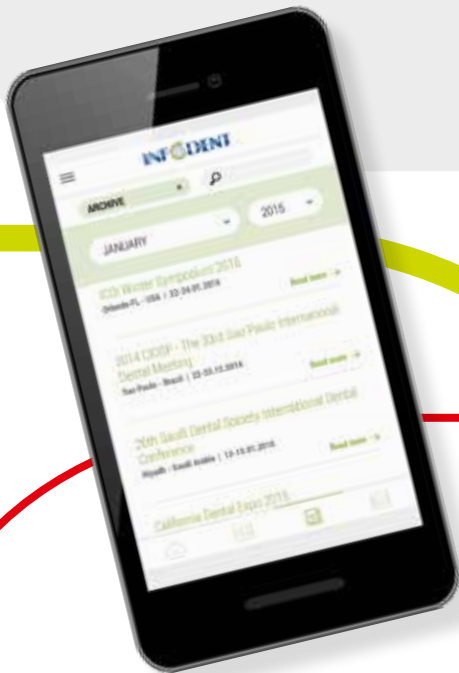 INFODENT
ARCHIVE
JANUARY 2015
ICOI Winter Symposium 2015
Orlando FL - USA |
Read more
2014 CIOSP - The 33rd Sao Paulo International
Dental Meeting
Sao Paulo - Brazil |
Read more
26th Saudi Dental Society International Dental
Conference
Riyadh - Saudi Arabia |
Read more
California Dental Expo 2015